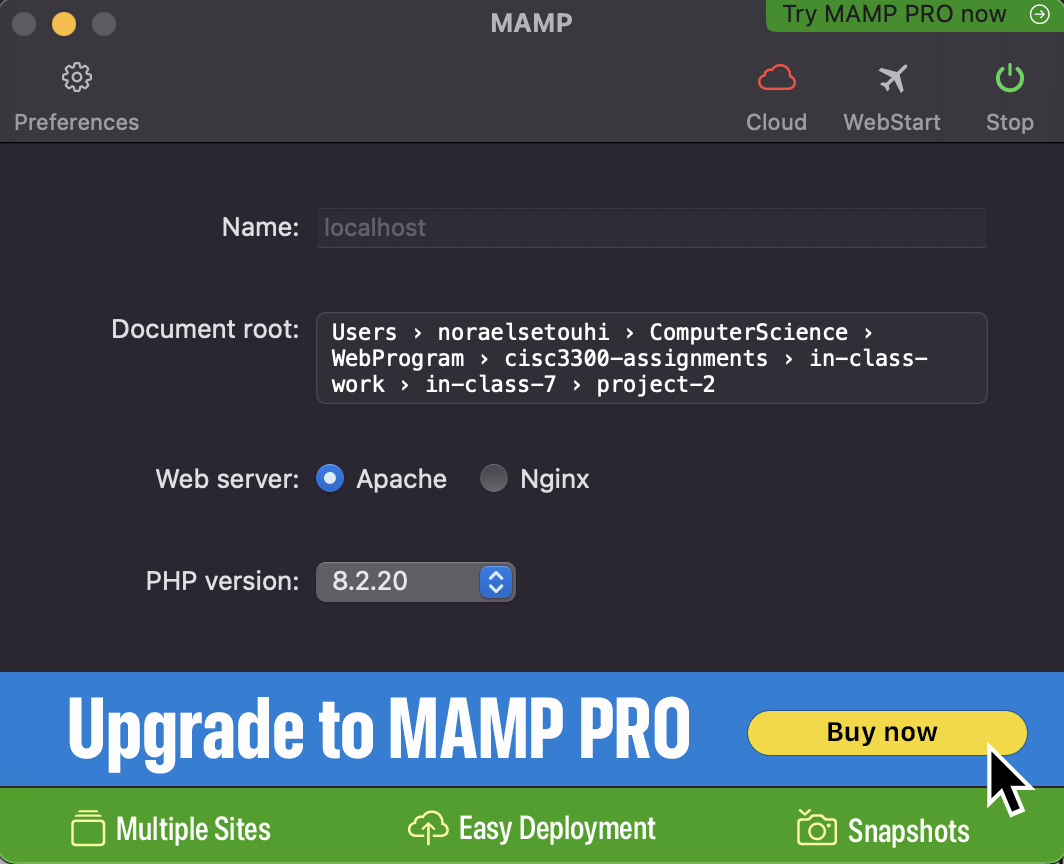 MAMP
Try MAMP PRO now
Preferences
Cloud
WebStart
Stop
Name: localhost
Document root: Users › noraelsetouhi › ComputerScience ›
WebProgram › cisc3300-assignments › in-class-
work › in-class-7 › project-2
Web server: Apache Nginx
PHP version: 8.2.20
Upgrade to MAMP PRO
Buy now
Multiple Sites
Easy Deployment
Snapshots